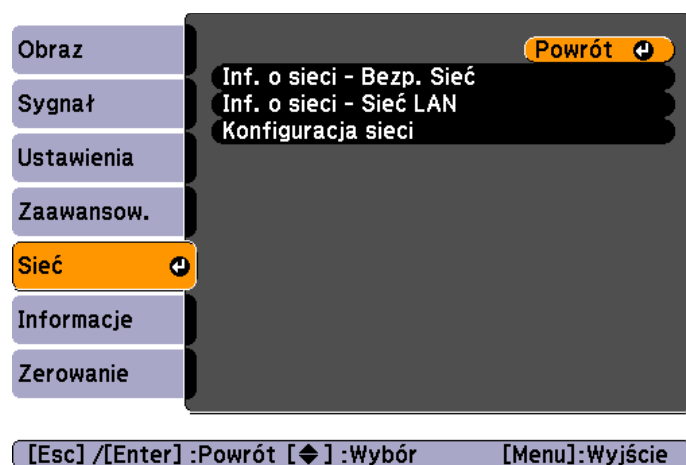 Obraz
Sygnał
Ustawienia
Zaawansow.
Sieć
Informacje
Zerowanie
Powrót
Inf. o sieci - Bezp. Sieć
Inf. o sieci - Sieć LAN
Konfiguracja sieci
[Esc] /[Enter] :Powrót [◆] :Wybór [Menu]:Wyjście